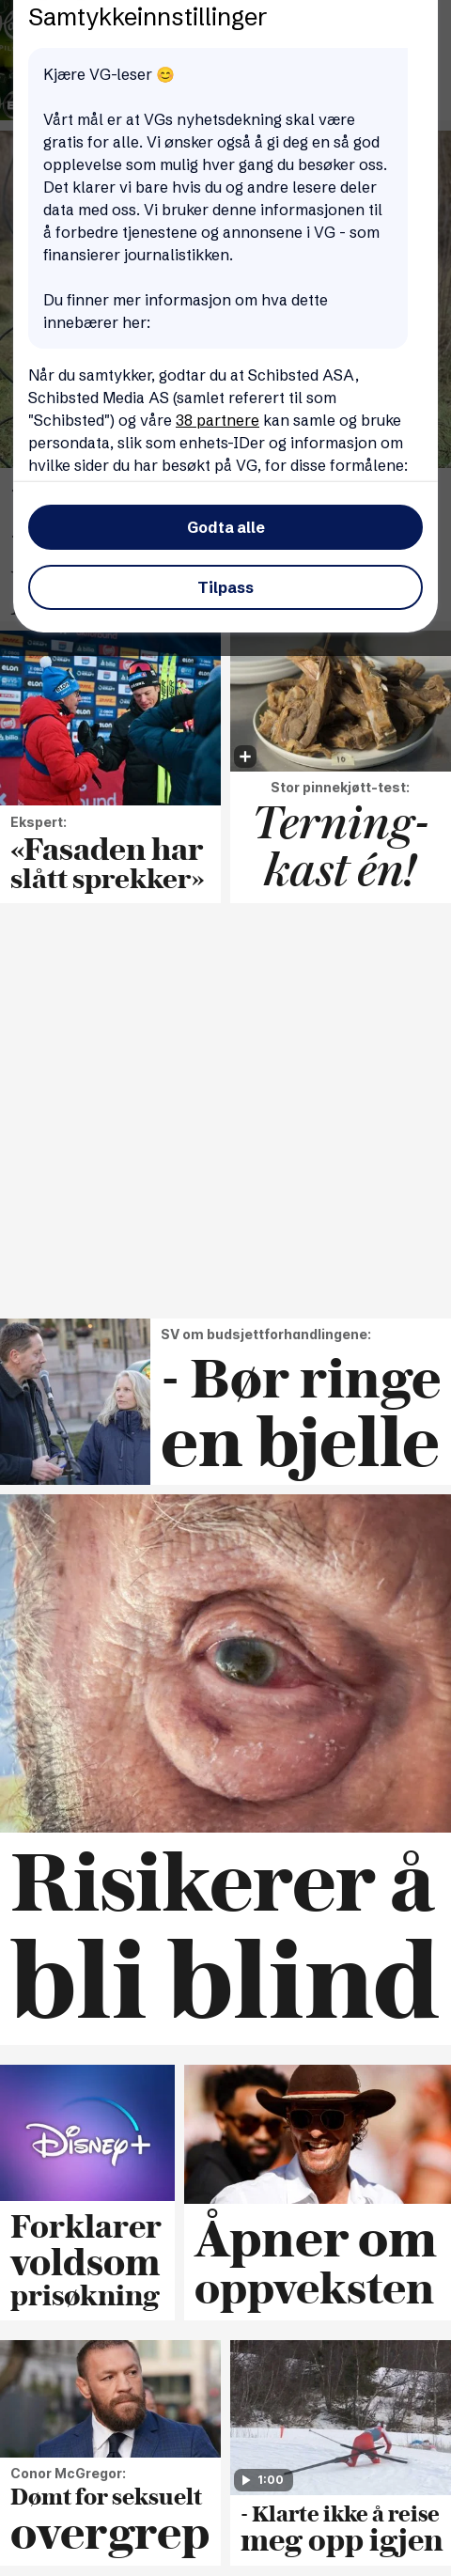 Samtykkeinnstillinger
Kjære VG-leser 😊
Vårt mål er at VGs nyhetsdekning skal være
gratis for alle. Vi ønsker også å gi deg en så god
opplevelse som mulig hver gang du besøker oss.
Det klarer vi bare hvis du og andre lesere deler
data med oss. Vi bruker denne informasjonen til
å forbedre tjenestene og annonsene i VG - som
finansierer journalistikken.
Du finner mer informasjon om hva dette
innebærer her:
Når du samtykker, godtar du at Schibsted ASA,
Schibsted Media AS (samlet referert til som
"Schibsted") og våre 38 partnere kan samle og bruke
persondata, slik som enhets-IDer og informasjon om
hvilke sider du har besøkt på VG, for disse formålene:
Godta alle
Tilpass
Ekspert:
«Fasaden har
slått sprekker»
Stor pinnekjøtt-test:
Terning-
kast én!
SV om budsjettforhandlingene:
- Bør ringe
en bjelle
Risikerer å
bli blind
Disney+
Forklarer
voldsom
prisøkning
Åpner om
oppveksten
Conor McGregor:
Dømt for seksuelt
overgrep
1:00
- Klarte ikke å reise
meg opp igjen